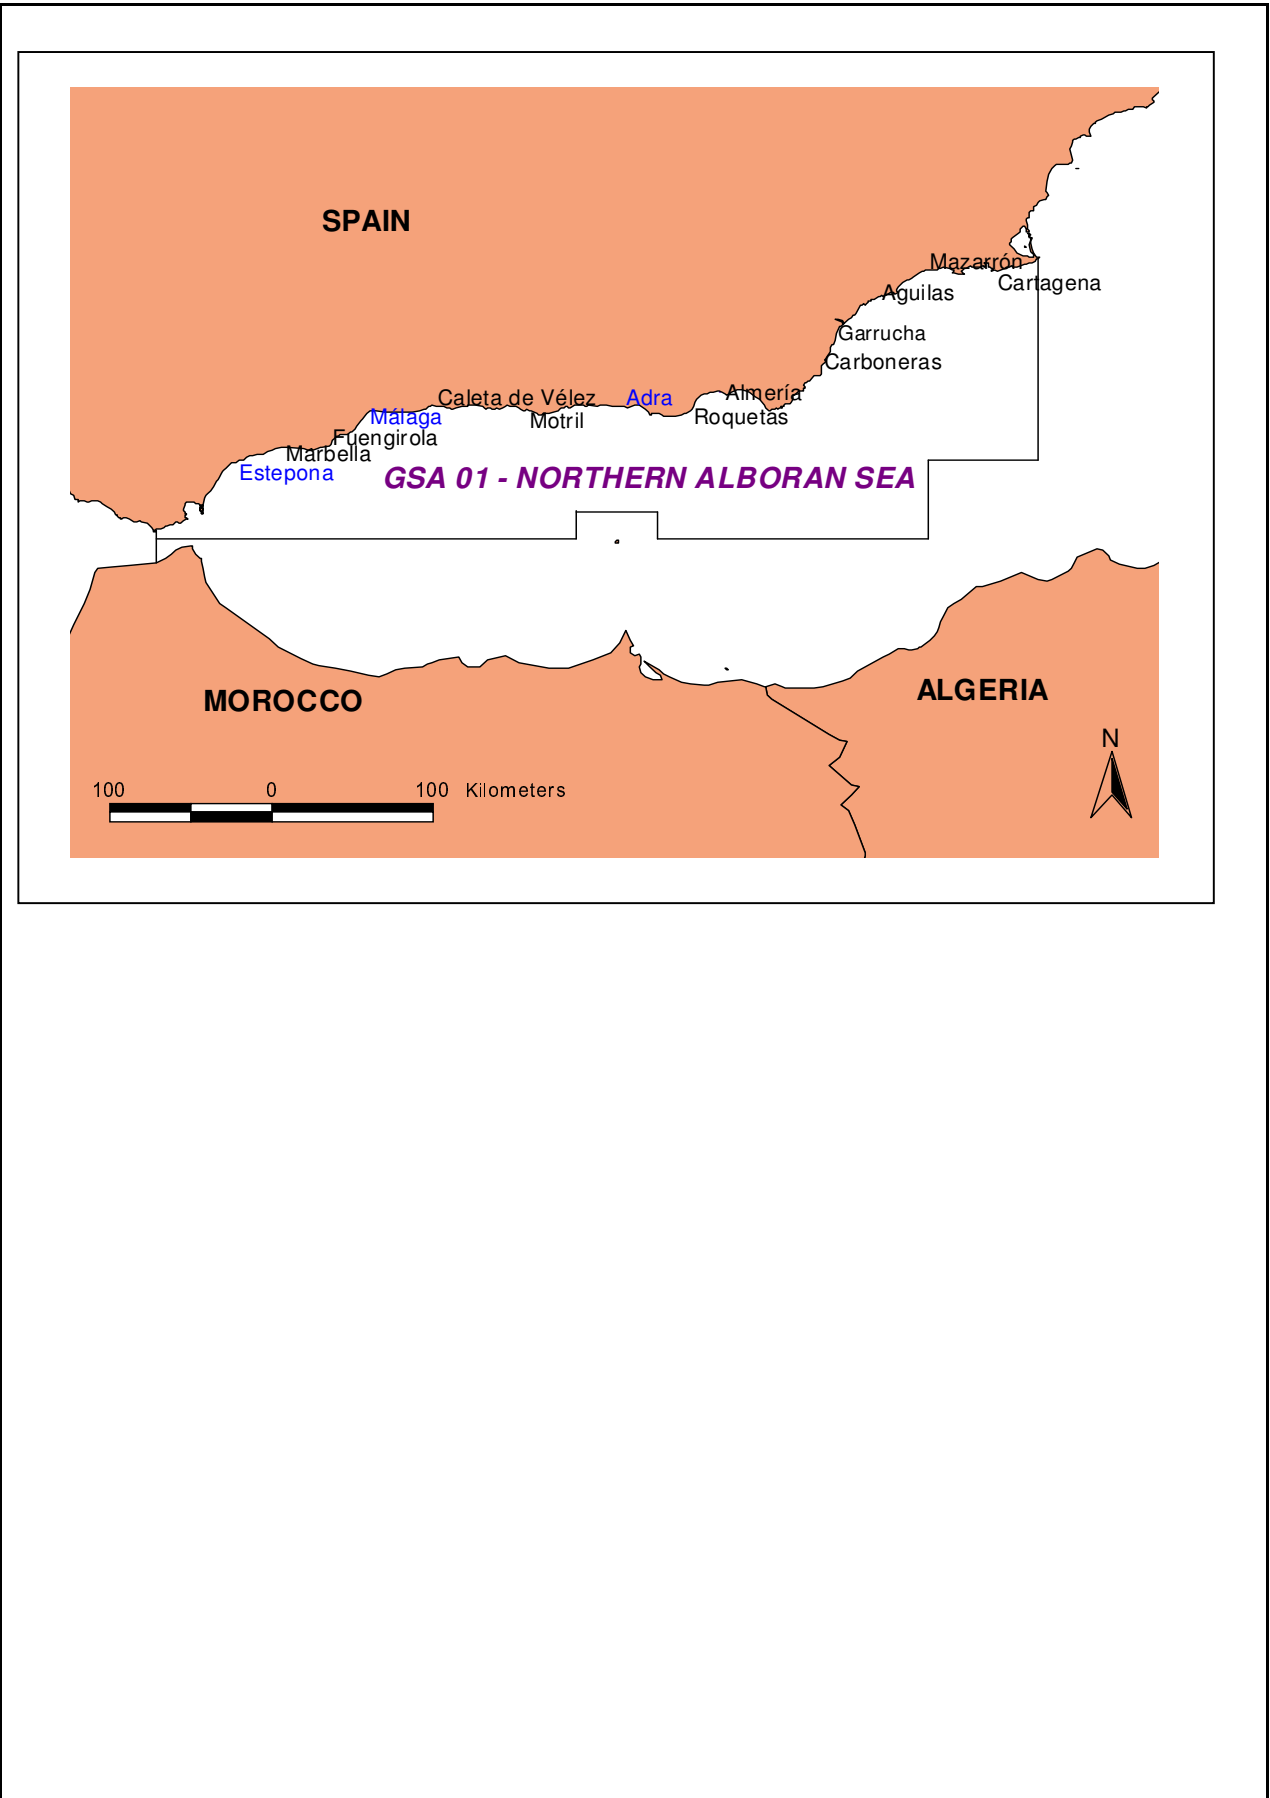 SPAIN
Mazarrón
Cartagena
Aguilas
Garrucha
Carboneras
Almería
Caleta de Vélez
Adra
Málaga
Motril
Roquetas
Fuengirola
Marbella
Estepona
GSA 01 - NORTHERN ALBORAN SEA
MOROCCO
ALGERIA
N
100 0 100 Kilometers